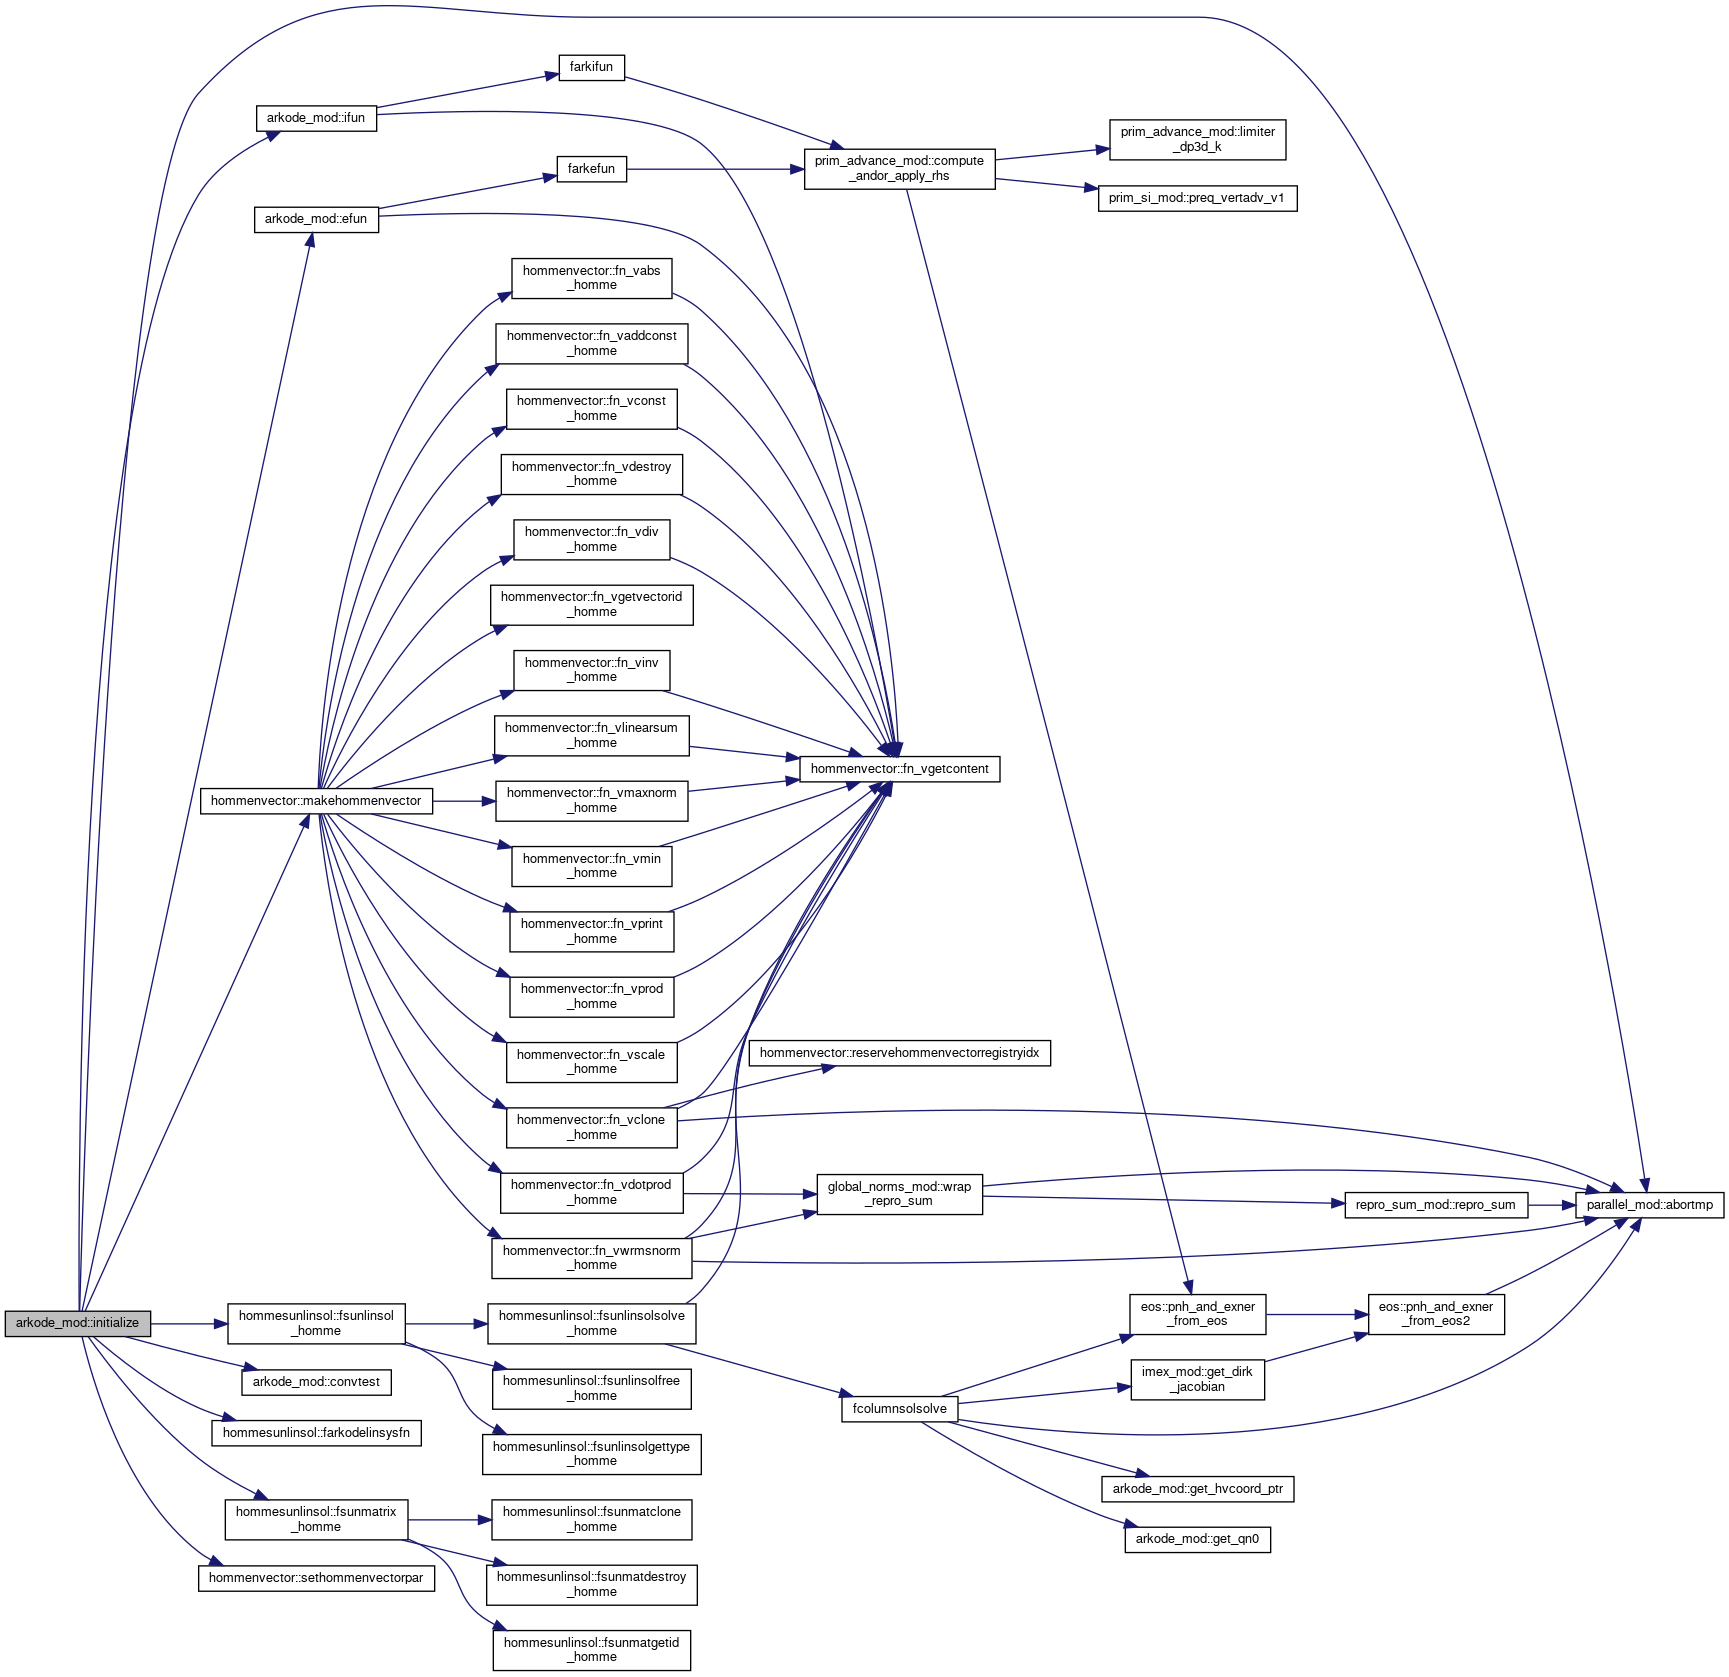 farkifun
arkode_mod::ifun
prim_advance_mod::limiter
_dp3d_k
prim_advance_mod::compute
_andor_apply_rhs
farkefun
prim_si_mod::preq_vertadv_v1
arkode_mod::efun
hommenvector::fn_vabs
_homme
hommenvector::fn_vaddconst
_homme
hommenvector::fn_vconst
_homme
hommenvector::fn_vdestroy
_homme
hommenvector::fn_vdiv
_homme
hommenvector::fn_vgetvectorid
_homme
hommenvector::fn_vinv
_homme
hommenvector::fn_vlinearsum
_homme
hommenvector::fn_vgetcontent
hommenvector::makehommenvector
hommenvector::fn_vmaxnorm
_homme
hommenvector::fn_vmin
_homme
hommenvector::fn_vprint
_homme
hommenvector::fn_vprod
_homme
hommenvector::fn_vscale
_homme
hommenvector::reservehommenvectorregistryidx
hommenvector::fn_vclone
_homme
hommenvector::fn_vdotprod
_homme
global_norms_mod::wrap
_repro_sum
repro_sum_mod::repro_sum
parallel_mod::abortmp
hommenvector::fn_vwrmsnorm
_homme
arkode_mod::initialize
hommesunlinsol::fsunlinsol
_homme
hommesunlinsol::fsunlinsolsolve
_homme
eos::pnh_and_exner
_from_eos
eos::pnh_and_exner
_from_eos2
arkode_mod::convtest
hommesunlinsol::fsunlinsolfree
_homme
imex_mod::get_dirk
_jacobian
fcolumnsolsolve
hommesunlinsol::farkodelinsysfn
hommesunlinsol::fsunlinsolgettype
_homme
arkode_mod::get_hvcoord_ptr
hommesunlinsol::fsunmatrix
_homme
hommesunlinsol::fsunmatclone
_homme
arkode_mod::get_qn0
hommenvector::sethommenvectorpar
hommesunlinsol::fsunmatdestroy
_homme
hommesunlinsol::fsunmatgetid
_homme